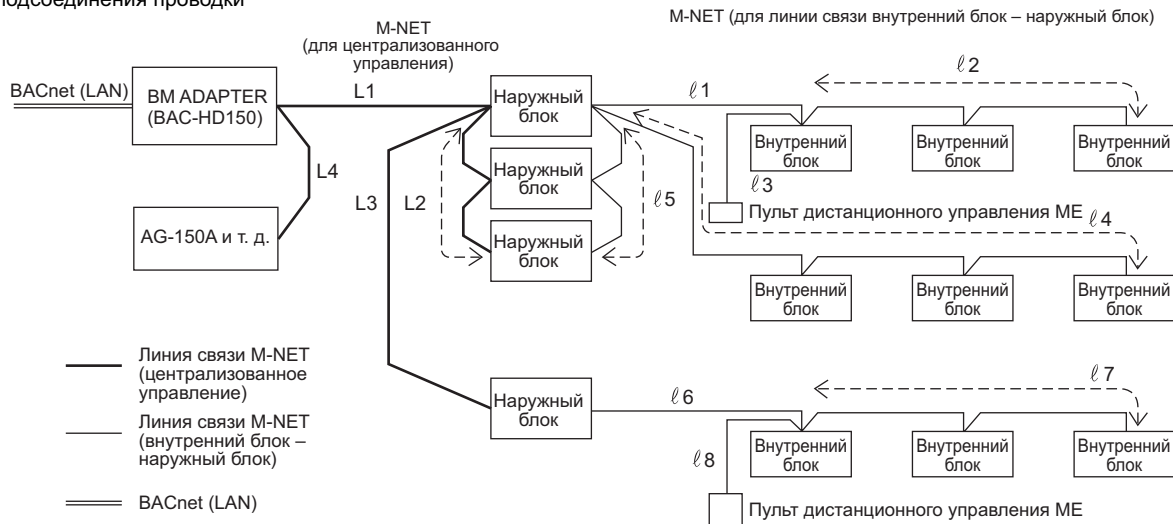 подсоединения проводки
M-NET (для линии связи внутренний блок – наружный блок)
M-NET
(для централизованного
управления)
BACnet (LAN)
BM ADAPTER
(BAC-HD150)
L1
Наружный
блок
ℓ1
ℓ2
Внутренний
блок
Внутренний
блок
Внутренний
блок
L4
L3
L2
Наружный
блок
ℓ5
ℓ3
Пульт дистанционного управления ME
ℓ4
AG-150A и т. д.
Наружный
блок
Внутренний
блок
Внутренний
блок
Внутренний
блок
Линия связи M-NET
(централизованное
управление)
Наружный
блок
ℓ6
ℓ7
Линия связи M-NET
(внутренний блок –
наружный блок)
Внутренний
блок
Внутренний
блок
Внутренний
блок
ℓ8
BACnet (LAN)
Пульт дистанционного управления ME